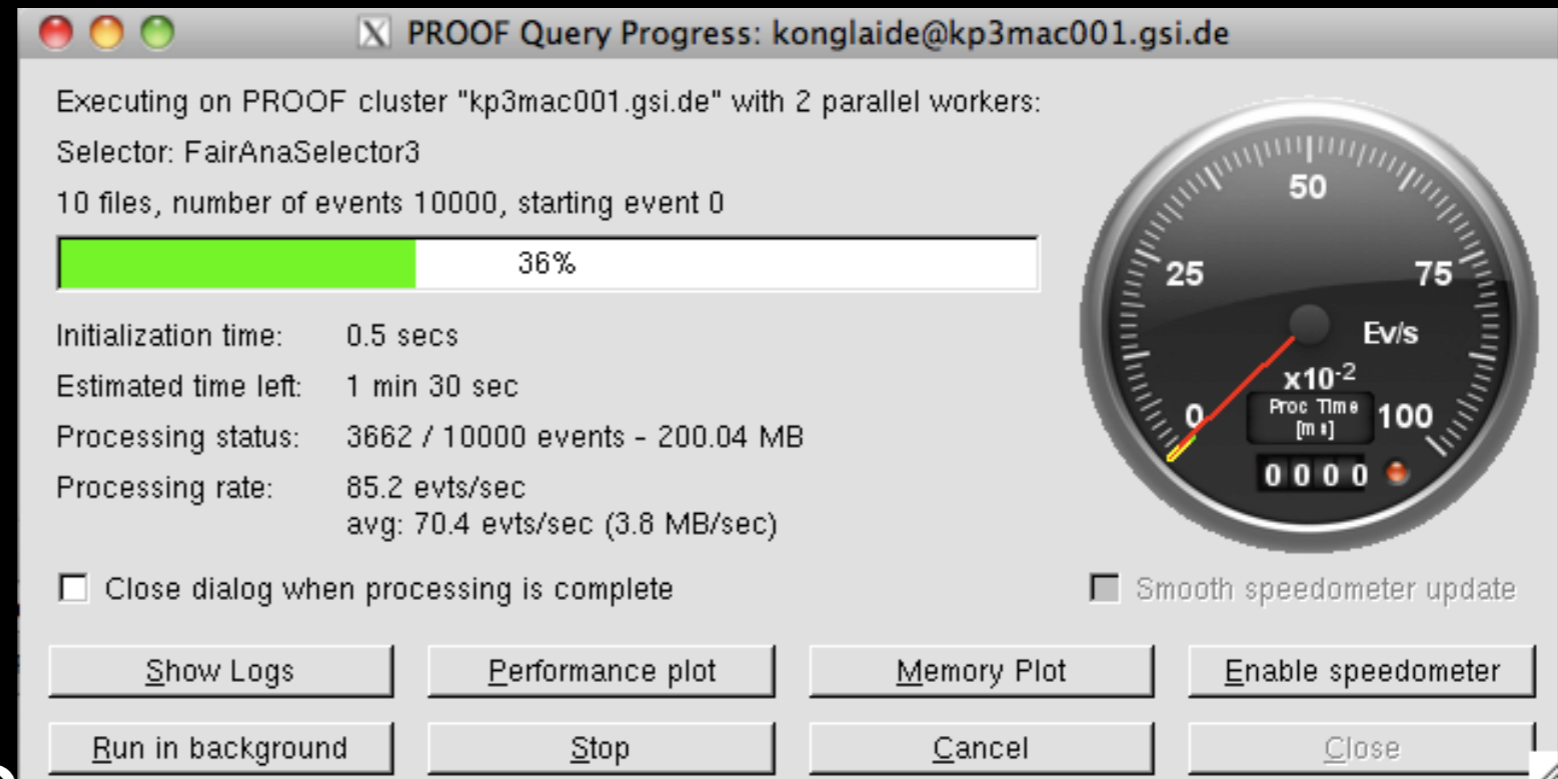 PROOF Query Progress: konglaide@kp3mac001.gsi.de
Executing on PROOF cluster "kp3mac001.gsi.de" with 2 parallel workers:
Selector: FairAnaSelector3
10 files, number of events 10000, starting event 0
36%
Initialization time: 0.5 secs
Estimated time left: 1 min 30 sec
Processing status: 3662 / 10000 events - 200.04 MB
Processing rate: 85.2 evts/sec
avg: 70.4 evts/sec (3.8 MB/sec)
50
25 75
Ev/s
x10-2
0 Proc Time 100
[ms]
0000
Close dialog when processing is complete
Smooth speedometer update
Show Logs Performance plot Memory Plot Enable speedometer
Run in background Stop Cancel Close